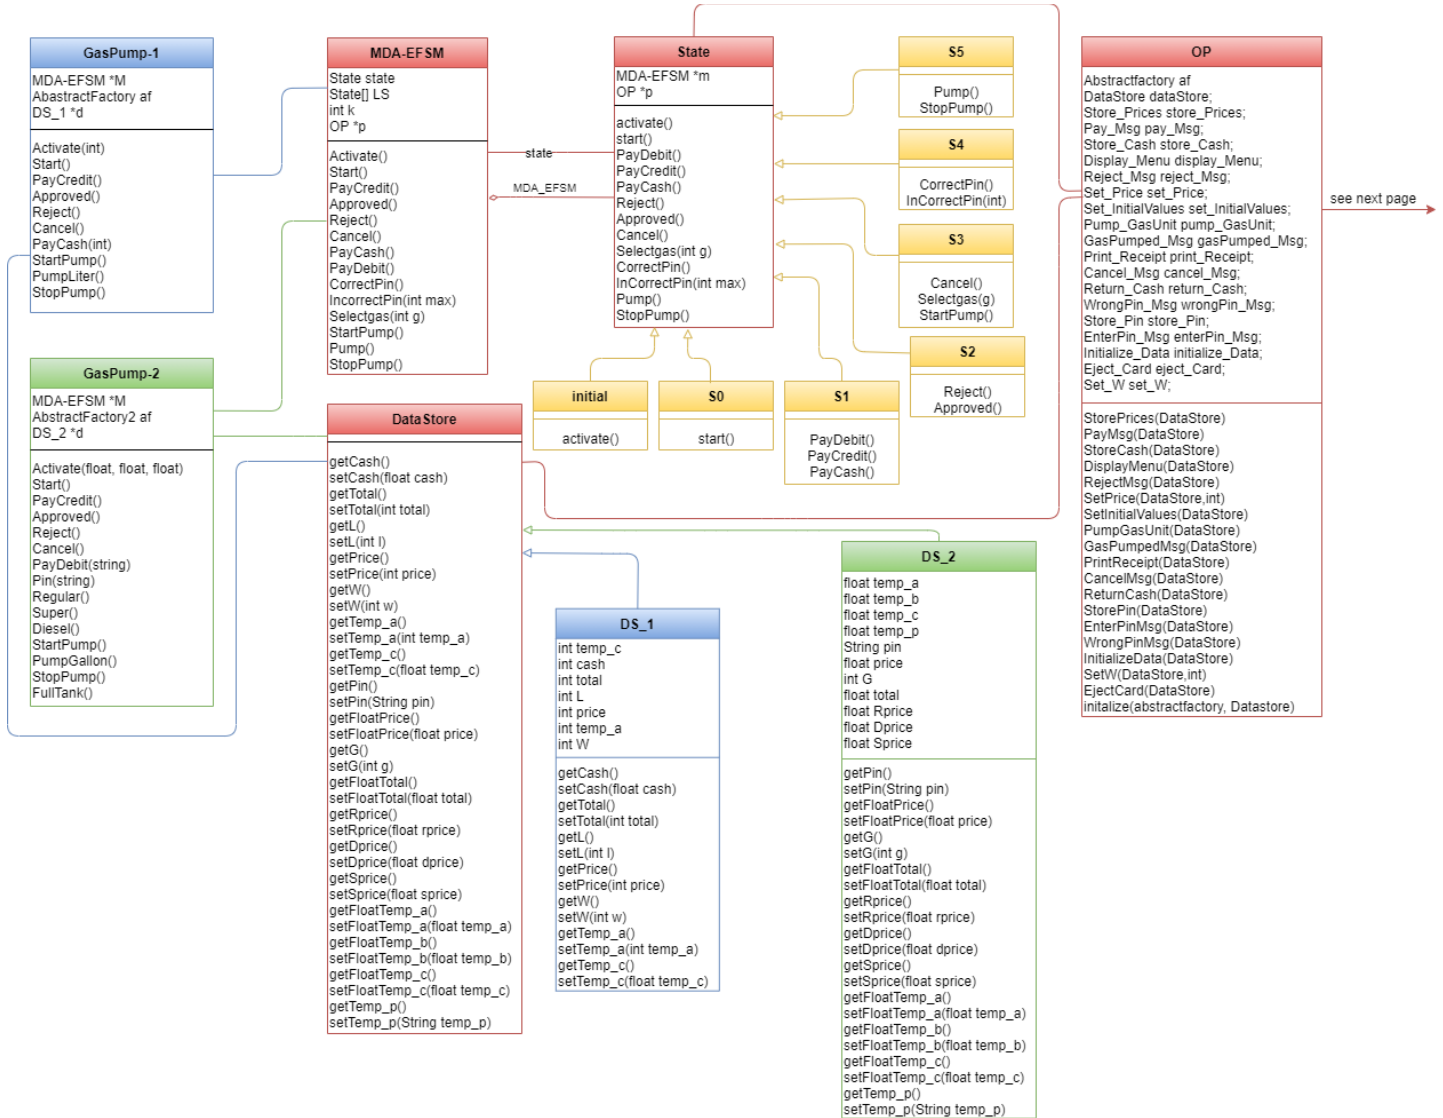 GasPump-1
MDA-EFSM *M
AbastractFactory af
DS_1 *d
Activate(int)
Start()
PayCredit()
Approved()
Reject()
Cancel()
PayCash(int)
StartPump()
PumpLiter()
StopPump()
GasPump-2
MDA-EFSM *M
AbstractFactory2 af
DS_2 *d
Activate(float, float, float)
Start()
PayCredit()
Approved()
Reject()
Cancel()
PayDebit(string)
Pin(string)
Regular()
Super()
Diesel()
StartPump()
PumpGallon()
StopPump()
FullTank()
MDA-EFSM
State state
State[] LS
int k
OP *p
Activate()
Start()
PayCredit()
Approved()
Reject()
Cancel()
PayCash()
PayDebit()
CorrectPin()
IncorrectPin(int max)
Selectgas(int g)
StartPump()
Pump()
StopPump()
state
MDA_EFSM
State
MDA-EFSM *m
OP *p
activate()
start()
PayDebit()
PayCredit()
PayCash()
Reject()
Approved()
Cancel()
Selectgas(int g)
CorrectPin()
InCorrectPin(int max)
Pump()
StopPump()
S5
Pump()
StopPump()
S4
CorrectPin()
InCorrectPin(int)
S3
Cancel()
Selectgas(g)
StartPump()
S2
Reject()
Approved()
initial
activate()
S0
start()
S1
PayDebit()
PayCredit()
PayCash()
OP
Abstractfactory af
DataStore dataStore;
Store_Prices store_Prices;
Pay_Msg pay_Msg;
Store_Cash store_Cash;
Display_Menu display_Menu;
Reject_Msg reject_Msg;
Set_Price set_Price;
Set_InitialValues set_InitialValues;
Pump_GasUnit pump_GasUnit;
GasPumped_Msg gasPumped_Msg;
Print_Receipt print_Receipt;
Cancel_Msg cancel_Msg;
Return_Cash return_Cash;
WrongPin_Msg wrongPin_Msg;
Store_Pin store_Pin;
EnterPin_Msg enterPin_Msg;
Initialize_Data initialize_Data;
Eject_Card eject_Card;
Set_W set_W;
StorePrices(DataStore)
PayMsg(DataStore)
StoreCash(DataStore)
DisplayMenu(DataStore)
RejectMsg(DataStore)
SetPrice(DataStore,int)
SetInitialValues(DataStore)
PumpGasUnit(DataStore)
GasPumpedMsg(DataStore)
PrintReceipt(DataStore)
CancelMsg(DataStore)
ReturnCash(DataStore)
StorePin(DataStore)
EnterPinMsg(DataStore)
WrongPinMsg(DataStore)
InitializeData(DataStore)
SetW(DataStore,int)
EjectCard(DataStore)
initalize(abstractfactory, Datastore)
see next page
DataStore
getCash()
setCash(float cash)
getTotal()
setTotal(int total)
getL()
setL(int l)
getPrice()
setPrice(int price)
getW()
setW(int w)
getTemp_a()
setTemp_a(int temp_a)
getTemp_c()
setTemp_c(float temp_c)
getPin()
setPin(String pin)
getFloatPrice()
setFloatPrice(float price)
getG()
setG(int g)
getFloatTotal()
setFloatTotal(float total)
getRprice()
setRprice(float rprice)
getDprice()
setDprice(float dprice)
getSprice()
setSprice(float sprice)
getFloatTemp_a()
setFloatTemp_a(float temp_a)
getFloatTemp_b()
setFloatTemp_b(float temp_b)
getFloatTemp_c()
setFloatTemp_c(float temp_c)
getTemp_p()
setTemp_p(String temp_p)
DS_1
int temp_c
int cash
int total
int L
int price
int temp_a
int W
getCash()
setCash(float cash)
getTotal()
setTotal(int total)
getL()
setL(int l)
getPrice()
setPrice(int price)
getW()
setW(int w)
getTemp_a()
setTemp_a(int temp_a)
getTemp_c()
setTemp_c(float temp_c)
DS_2
float temp_a
float temp_b
float temp_c
float temp_p
String pin
float price
int G
float total
float Rprice
float Dprice
float Sprice
getPin()
setPin(String pin)
getFloatPrice()
setFloatPrice(float price)
getG()
setG(int g)
getFloatTotal()
setFloatTotal(float total)
getRprice()
setRprice(float rprice)
getDprice()
setDprice(float dprice)
getSprice()
setSprice(float sprice)
getFloatTemp_a()
setFloatTemp_a(float temp_a)
getFloatTemp_b()
setFloatTemp_b(float temp_b)
getFloatTemp_c()
setFloatTemp_c(float temp_c)
getTemp_p()
setTemp_p(String temp_p)